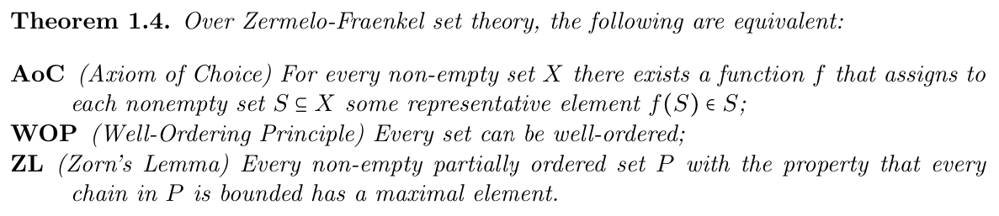 Theorem 1.4. Over Zermelo-Fraenkel set theory, the following are equivalent:
AoC (Axiom of Choice) For every non-empty set X there exists a function f that assigns to
each nonempty set S ⊆ X some representative element f(S) ∈ S;
WOP (Well-Ordering Principle) Every set can be well-ordered;
ZL (Zorn's Lemma) Every non-empty partially ordered set P with the property that every
chain in P is bounded has a maximal element.